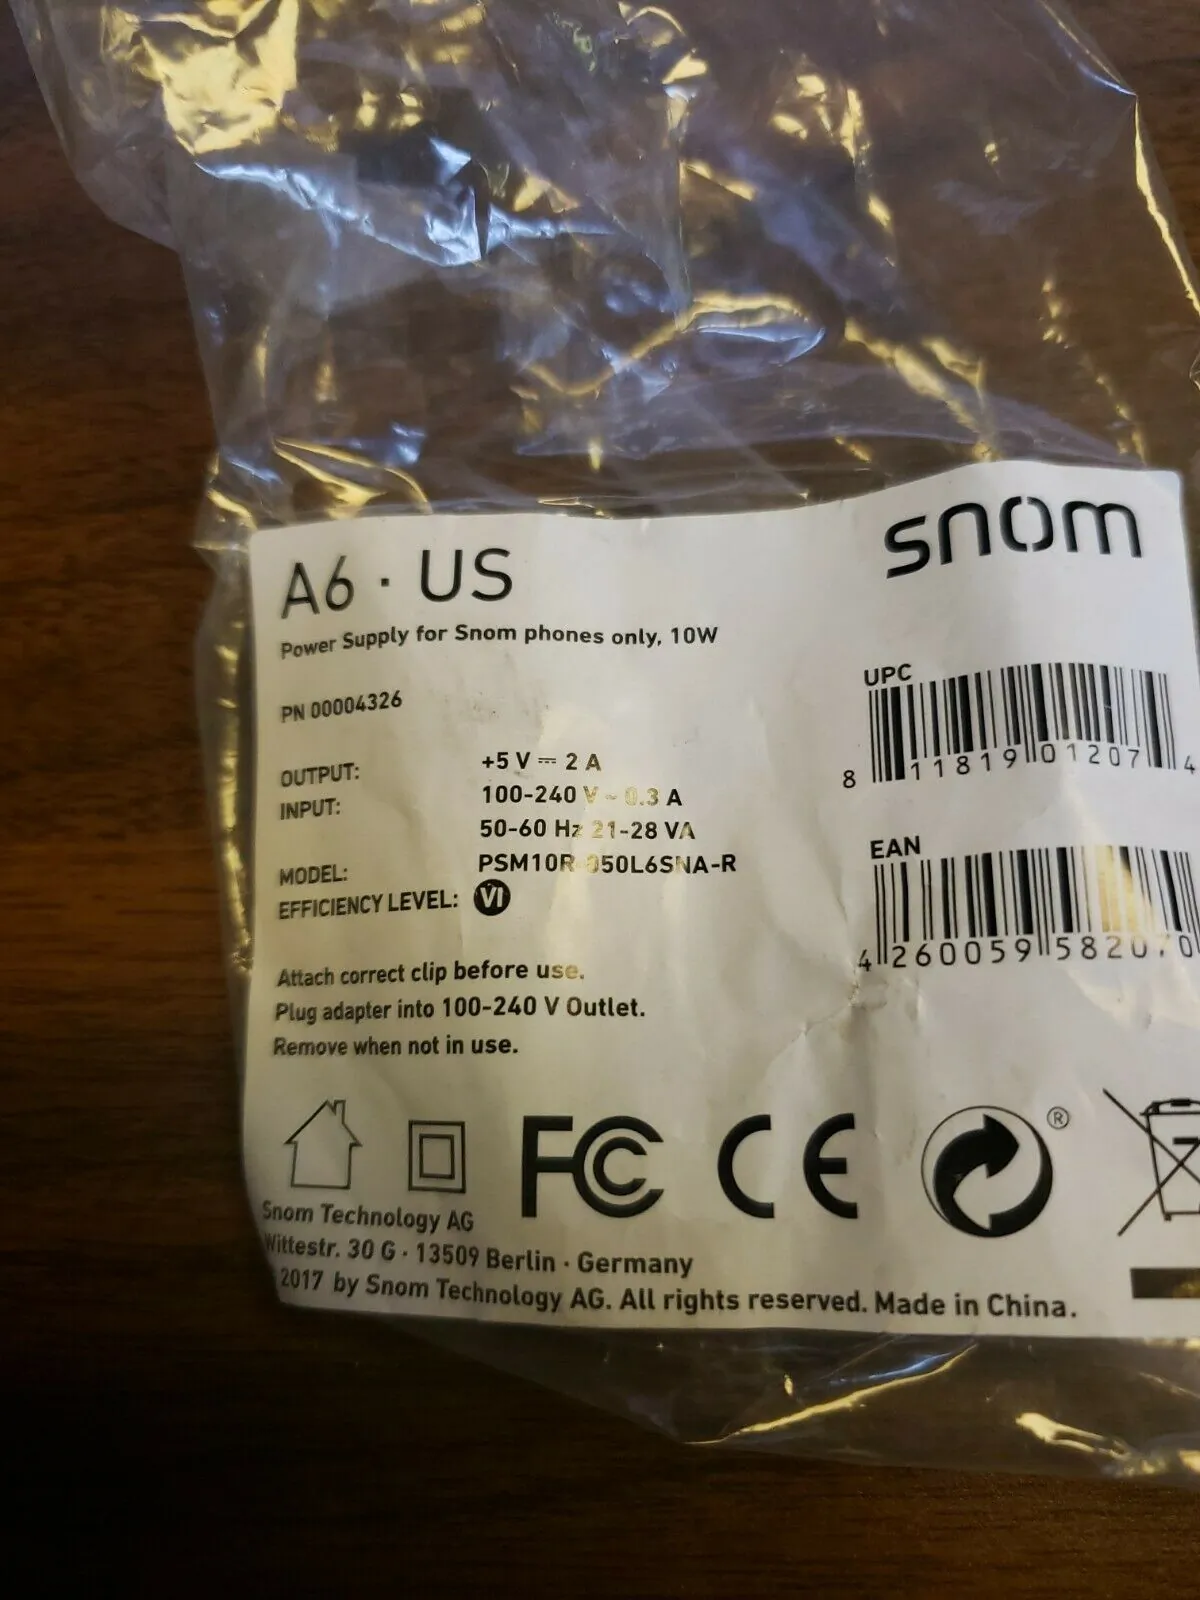 snom
A6 · US
Power Supply for Snom phones only, 10W
PN 00004326
OUTPUT: +5 V ⎓ 2 A
INPUT: 100-240 V ~ 0.3 A
50-60 Hz 21-28 VA
MODEL: PSM10R-050L6SNA-R
EFFICIENCY LEVEL: VI
UPC
8 11819 01207 4
EAN
4 260059 58207
Attach correct clip before use.
Plug adapter into 100-240 V Outlet.
Remove when not in use.
FC CE ®
Snom Technology AG
Wittestr. 30 G · 13509 Berlin · Germany
2017 by Snom Technology AG. All rights reserved. Made in China.